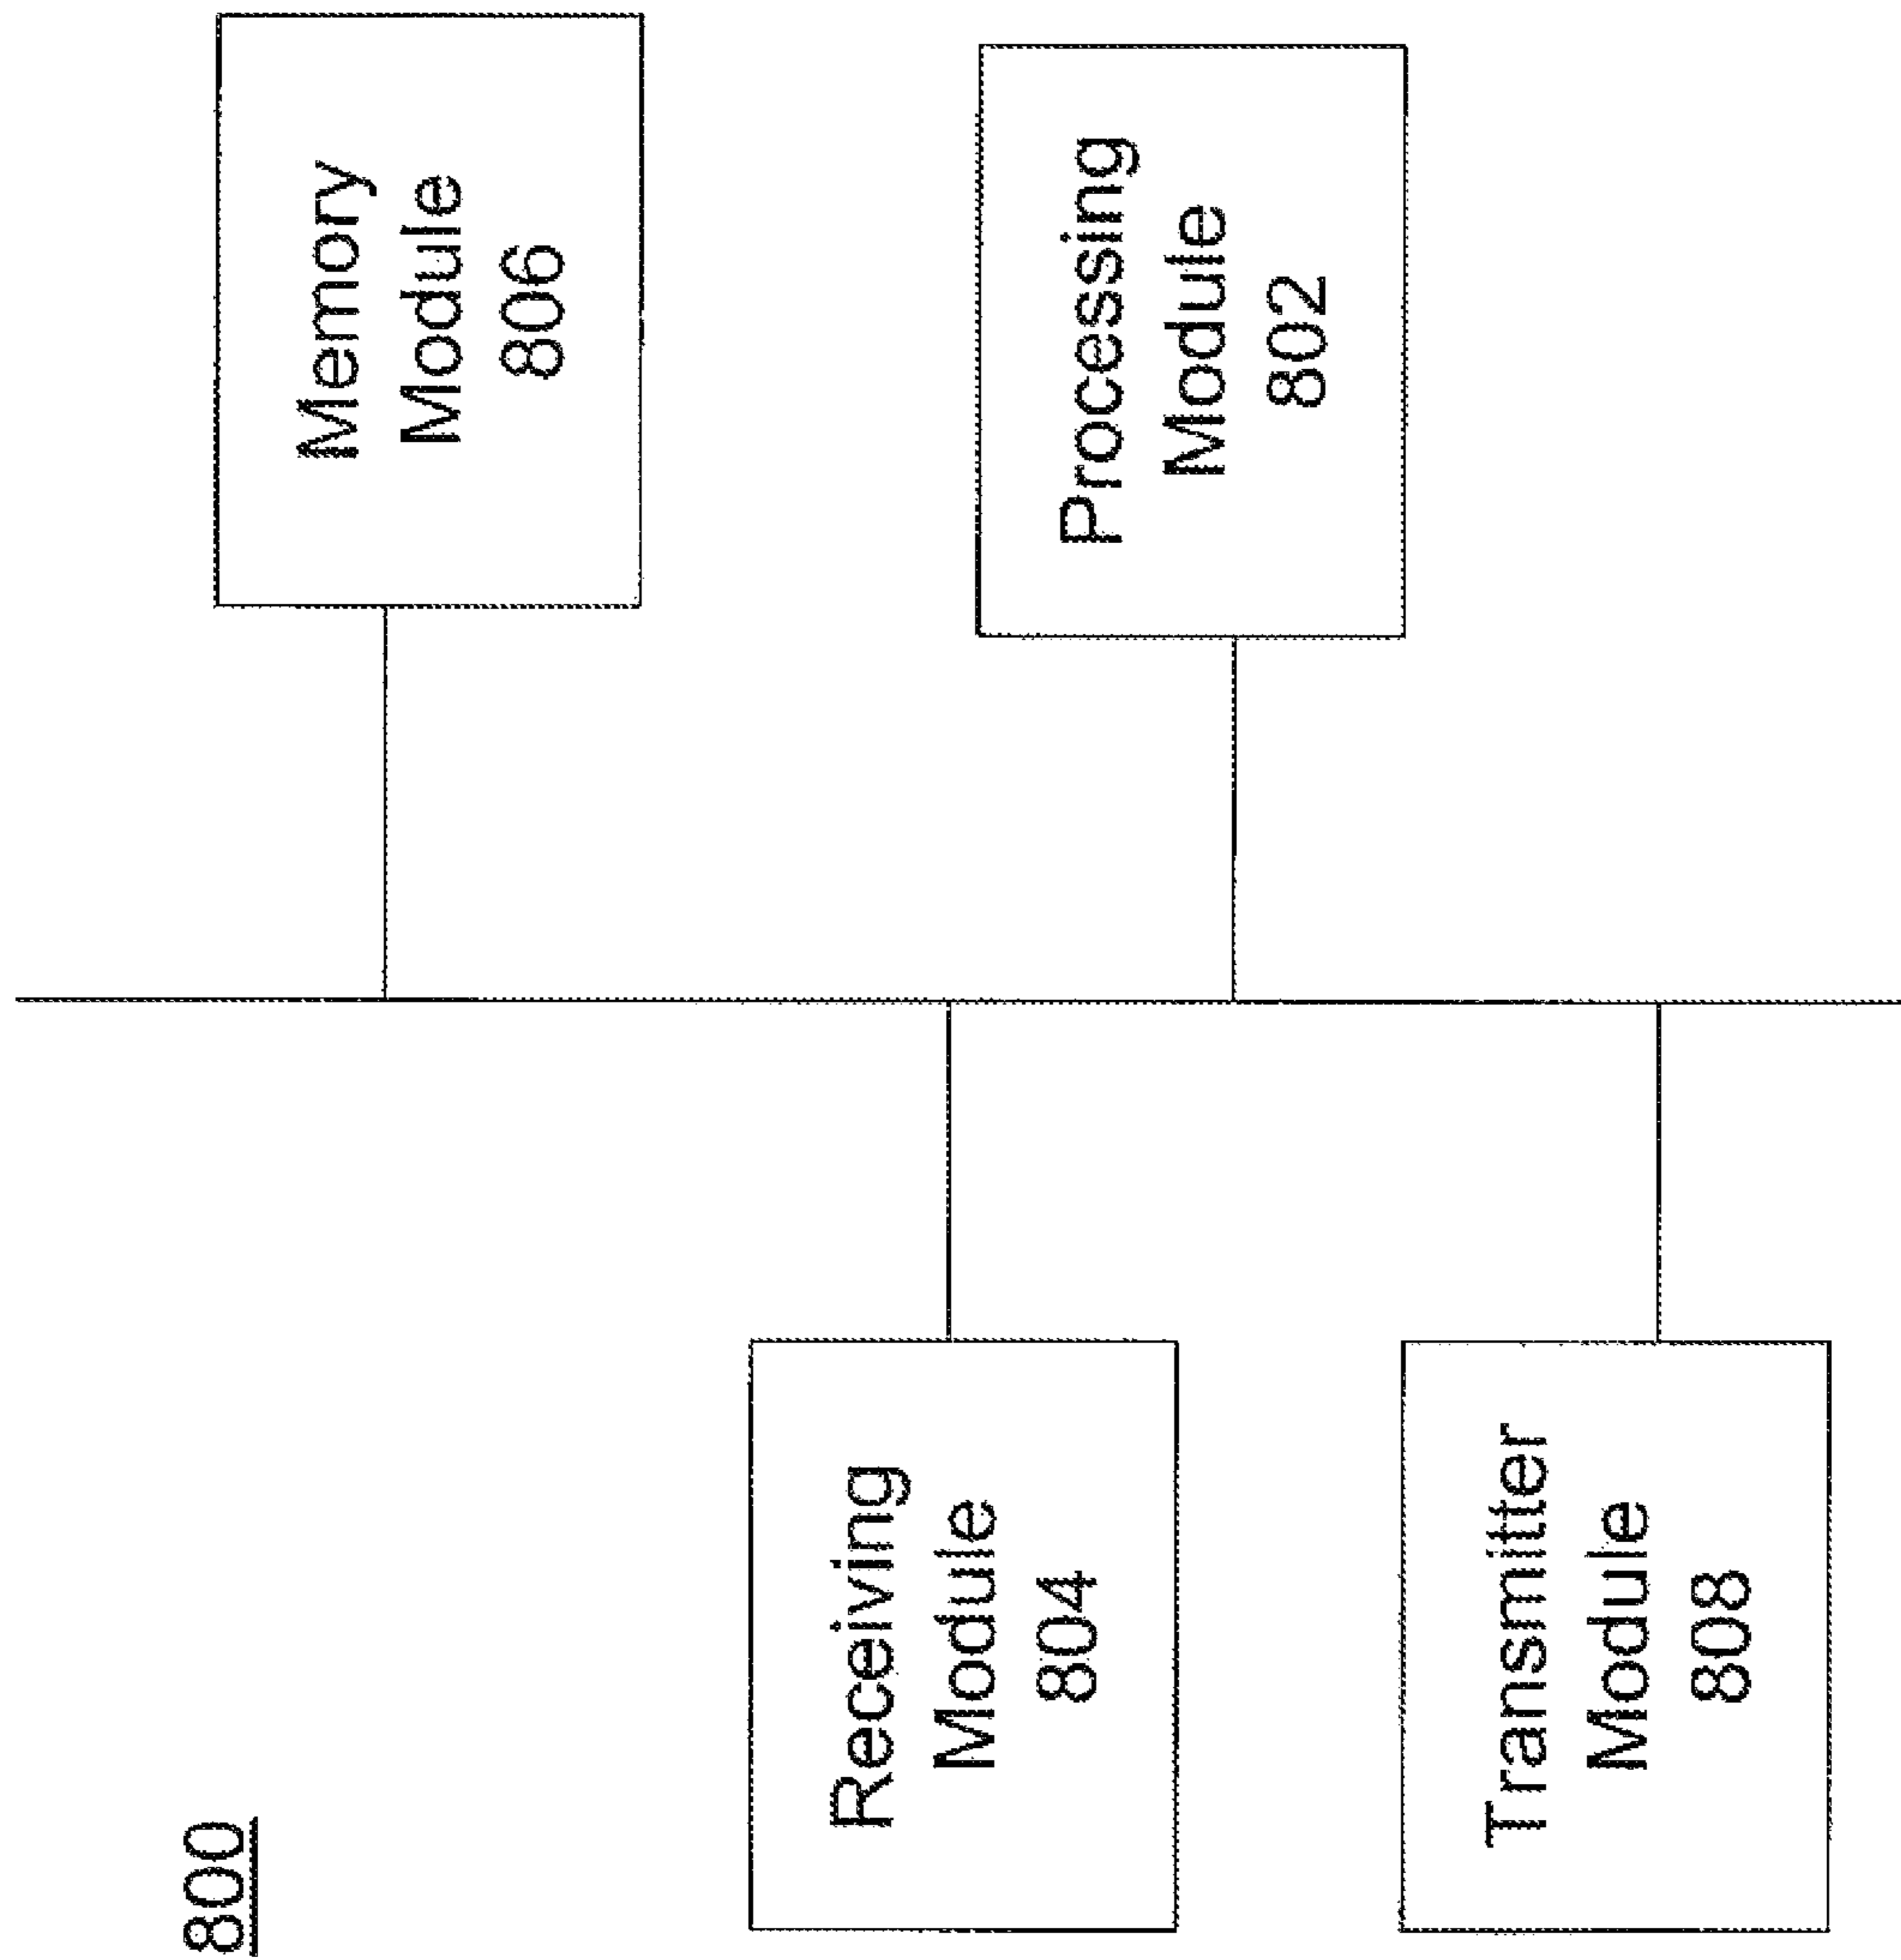 800
Memory
Module
806
Processing
Module
802
Receiving
Module
804
Transmitter
Module
808